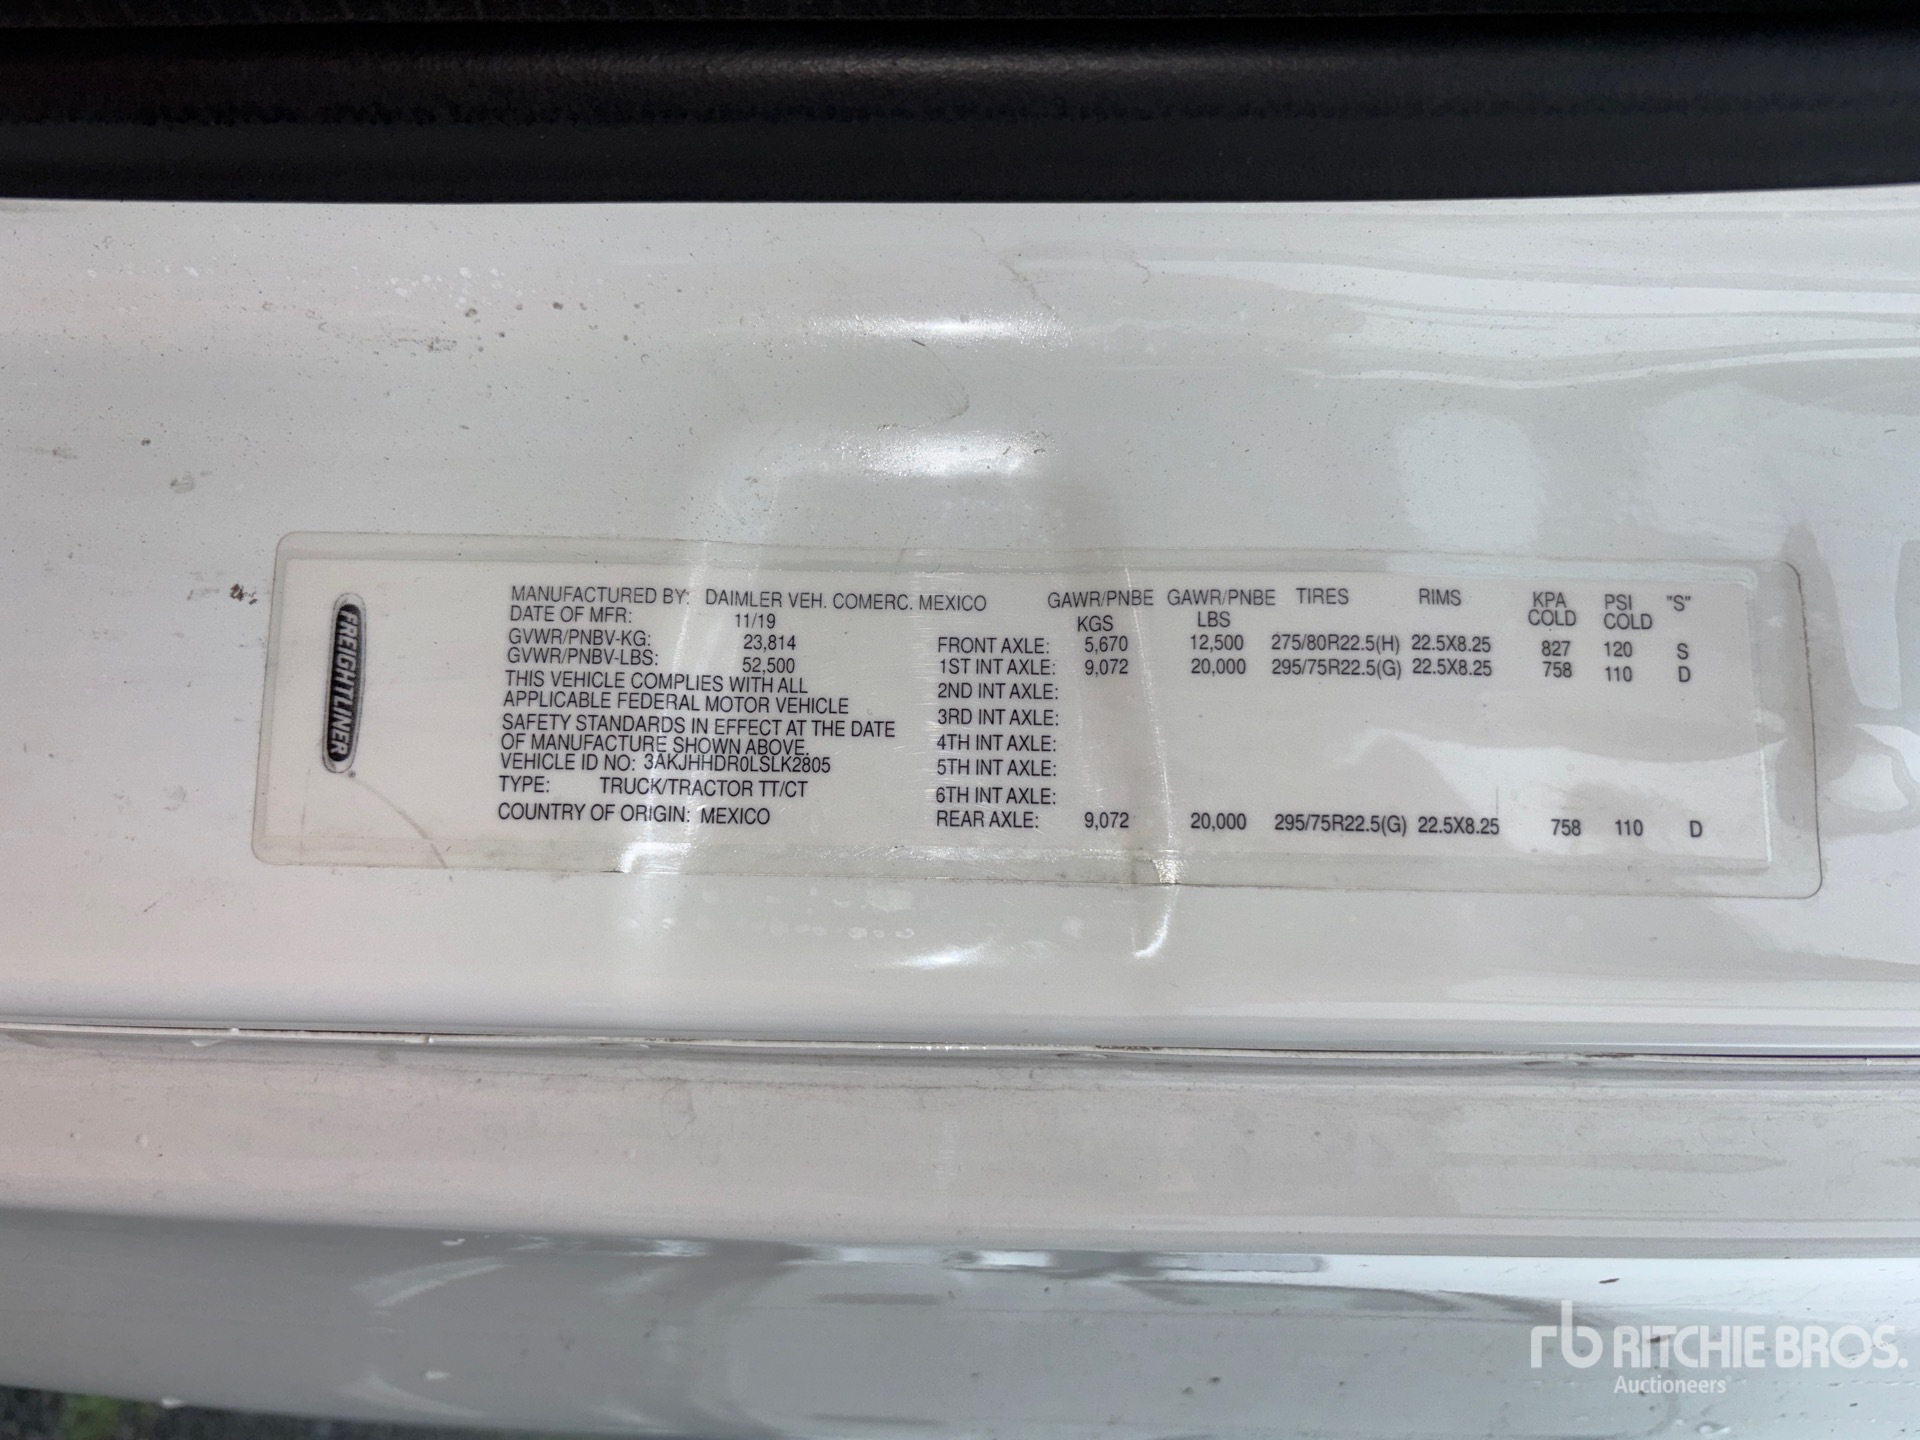 FREIGHTLINER
MANUFACTURED BY: DAIMLER VEH. COMERC. MEXICO
DATE OF MFR: 11/19
GVWR/PNBV-KG: 23,814
GVWR/PNBV-LBS: 52,500
THIS VEHICLE COMPLIES WITH ALL
APPLICABLE FEDERAL MOTOR VEHICLE
SAFETY STANDARDS IN EFFECT AT THE DATE
OF MANUFACTURE SHOWN ABOVE.
VEHICLE ID NO: 3AKJHHDR0LSLK2805
TYPE: TRUCK/TRACTOR TT/CT
COUNTRY OF ORIGIN: MEXICO
GAWR/PNBE GAWR/PNBE TIRES RIMS KPA PSI "S"
KGS LBS COLD COLD
FRONT AXLE: 5,670 12,500 275/80R22.5(H) 22.5X8.25 827 120 S
1ST INT AXLE: 9,072 20,000 295/75R22.5(G) 22.5X8.25 758 110 D
2ND INT AXLE:
3RD INT AXLE:
4TH INT AXLE:
5TH INT AXLE:
6TH INT AXLE:
REAR AXLE: 9,072 20,000 295/75R22.5(G) 22.5X8.25 758 110 D
rb RITCHIE BROS.
Auctioneers